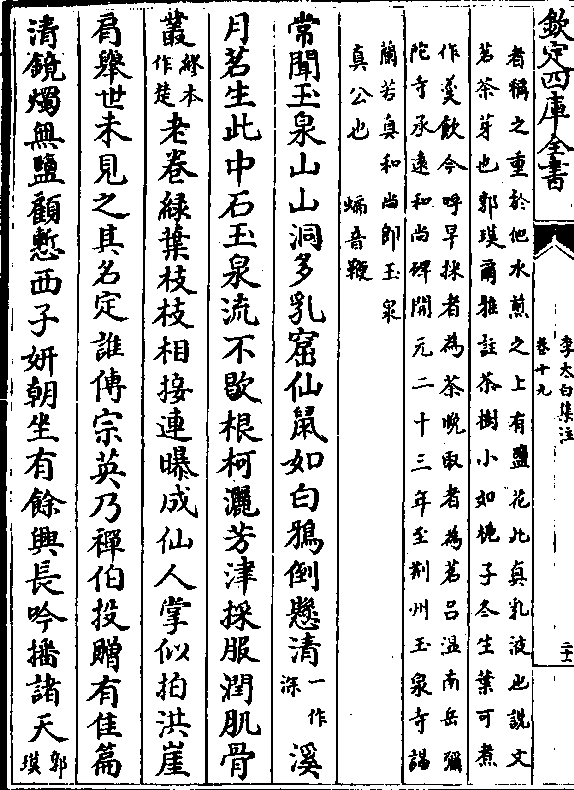 欽定四庫全書
李太白集注
卷十九
者稱之重於他水煎之上有鹽花此真乳液也説文
茗茶芽也郭璞爾雅註茶樹小如梔子冬生葉可煮
作羮飲今呼早採者為茶晚取者為茗吕温南岳彌
陀寺承遠和尚碑開元二十三年至荆州玉泉寺謁
蘭若真和尚即玉泉
真公也　蝙音鞭
常聞玉泉山山洞多乳窟仙鼠如白鴉倒懸清一作深溪
月茗生此中石玉泉流不歇根柯灑芳津採服潤肌骨
叢繆本作楚老卷緑葉枝枝相接連曝成仙人掌似拍洪崖
肩舉世未見之其名定誰傳宗英乃禪伯投贈有佳篇
清鏡燭無鹽顧慙西子妍朝坐有餘興長吟播諸天郭璞